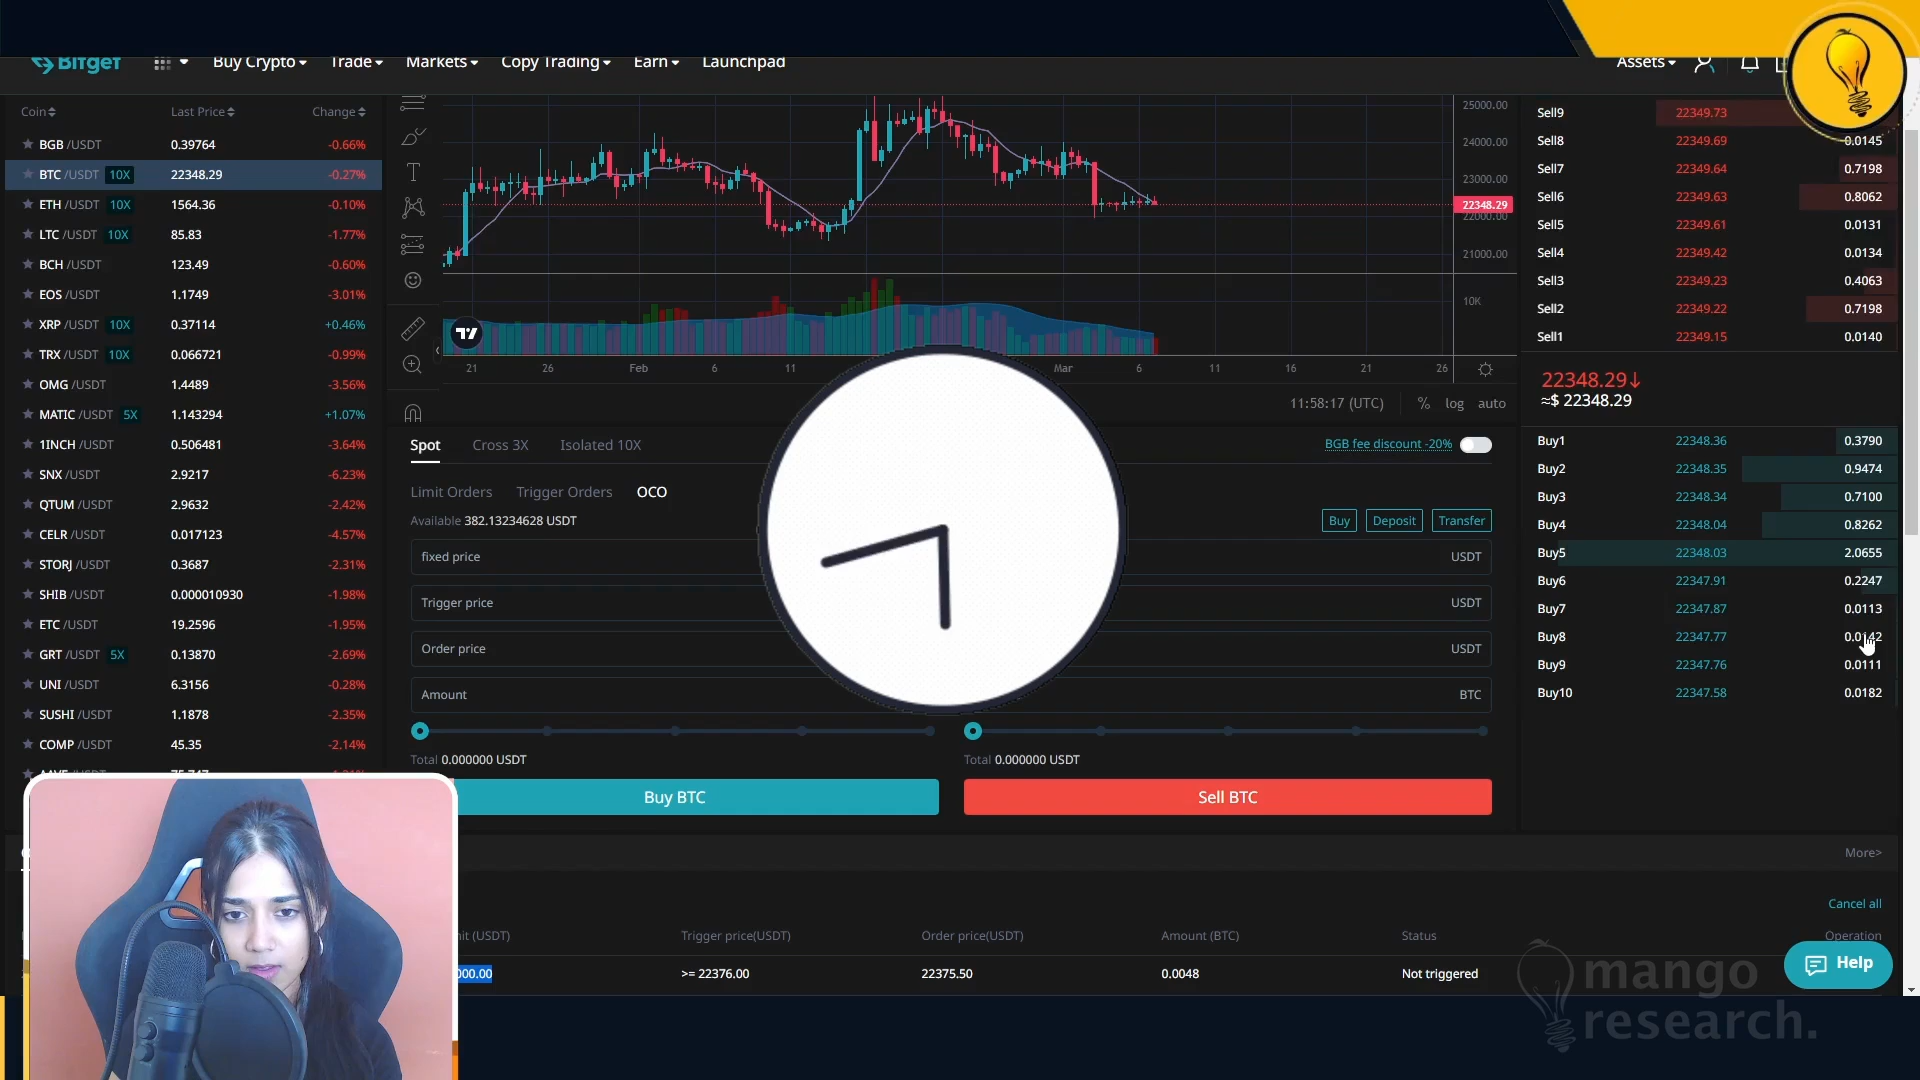 Bitget Buy Crypto Trade Markets Copy Trading Earn Launchpad Assets
Coin Last Price Change
BGB /USDT 0.39764 -0.66%
BTC /USDT 10X 22348.29 -0.27%
ETH /USDT 10X 1564.36 -0.10%
LTC /USDT 10X 85.83 -1.77%
BCH /USDT 123.49 -0.60%
EOS /USDT 1.1749 -3.01%
XRP /USDT 10X 0.37114 +0.46%
TRX /USDT 10X 0.066721 -0.99%
OMG /USDT 1.4489 -3.56%
MATIC /USDT 5X 1.143294 +1.07%
1INCH /USDT 0.506481 -3.64%
SNX /USDT 2.9217 -6.23%
QTUM /USDT 2.9632 -2.42%
CELR /USDT 0.017123 -4.57%
STORJ /USDT 0.3687 -2.31%
SHIB /USDT 0.000010930 -1.98%
ETC /USDT 19.2596 -1.95%
GRT /USDT 5X 0.13870 -2.69%
UNI /USDT 6.3156 -0.28%
SUSHI /USDT 1.1878 -2.35%
COMP /USDT 45.35 -2.14%
25000.00
24000.00
23000.00
22348.29
22000.00
21000.00
10K
21 26 Feb 6 11 Mar 6 11 16 21 26
11:58:17 (UTC) % log auto
Spot Cross 3X Isolated 10X BGB fee discount -20%
Limit Orders Trigger Orders OCO
Available 382.13234628 USDT Buy Deposit Transfer
fixed price USDT
Trigger price USDT
Order price USDT
Amount BTC
Total 0.000000 USDT Total 0.000000 USDT
Buy BTC Sell BTC
Sell9 22349.73
Sell8 22349.69 0.0145
Sell7 22349.64 0.7198
Sell6 22349.63 0.8062
Sell5 22349.61 0.0131
Sell4 22349.42 0.0134
Sell3 22349.23 0.4063
Sell2 22349.22 0.7198
Sell1 22349.15 0.0140
22348.29↓
≈$ 22348.29
Buy1 22348.36 0.3790
Buy2 22348.35 0.9474
Buy3 22348.34 0.7100
Buy4 22348.04 0.8262
Buy5 22348.03 2.0655
Buy6 22347.91 0.2247
Buy7 22347.87 0.0113
Buy8 22347.77
Buy9 22347.76 0.0111
Buy10 22347.58 0.0182
More>
Cancel all
(USDT) Trigger price(USDT) Order price(USDT) Amount (BTC) Status Operation
000.00 >= 22376.00 22375.50 0.0048 Not triggered
Help
mango
research.